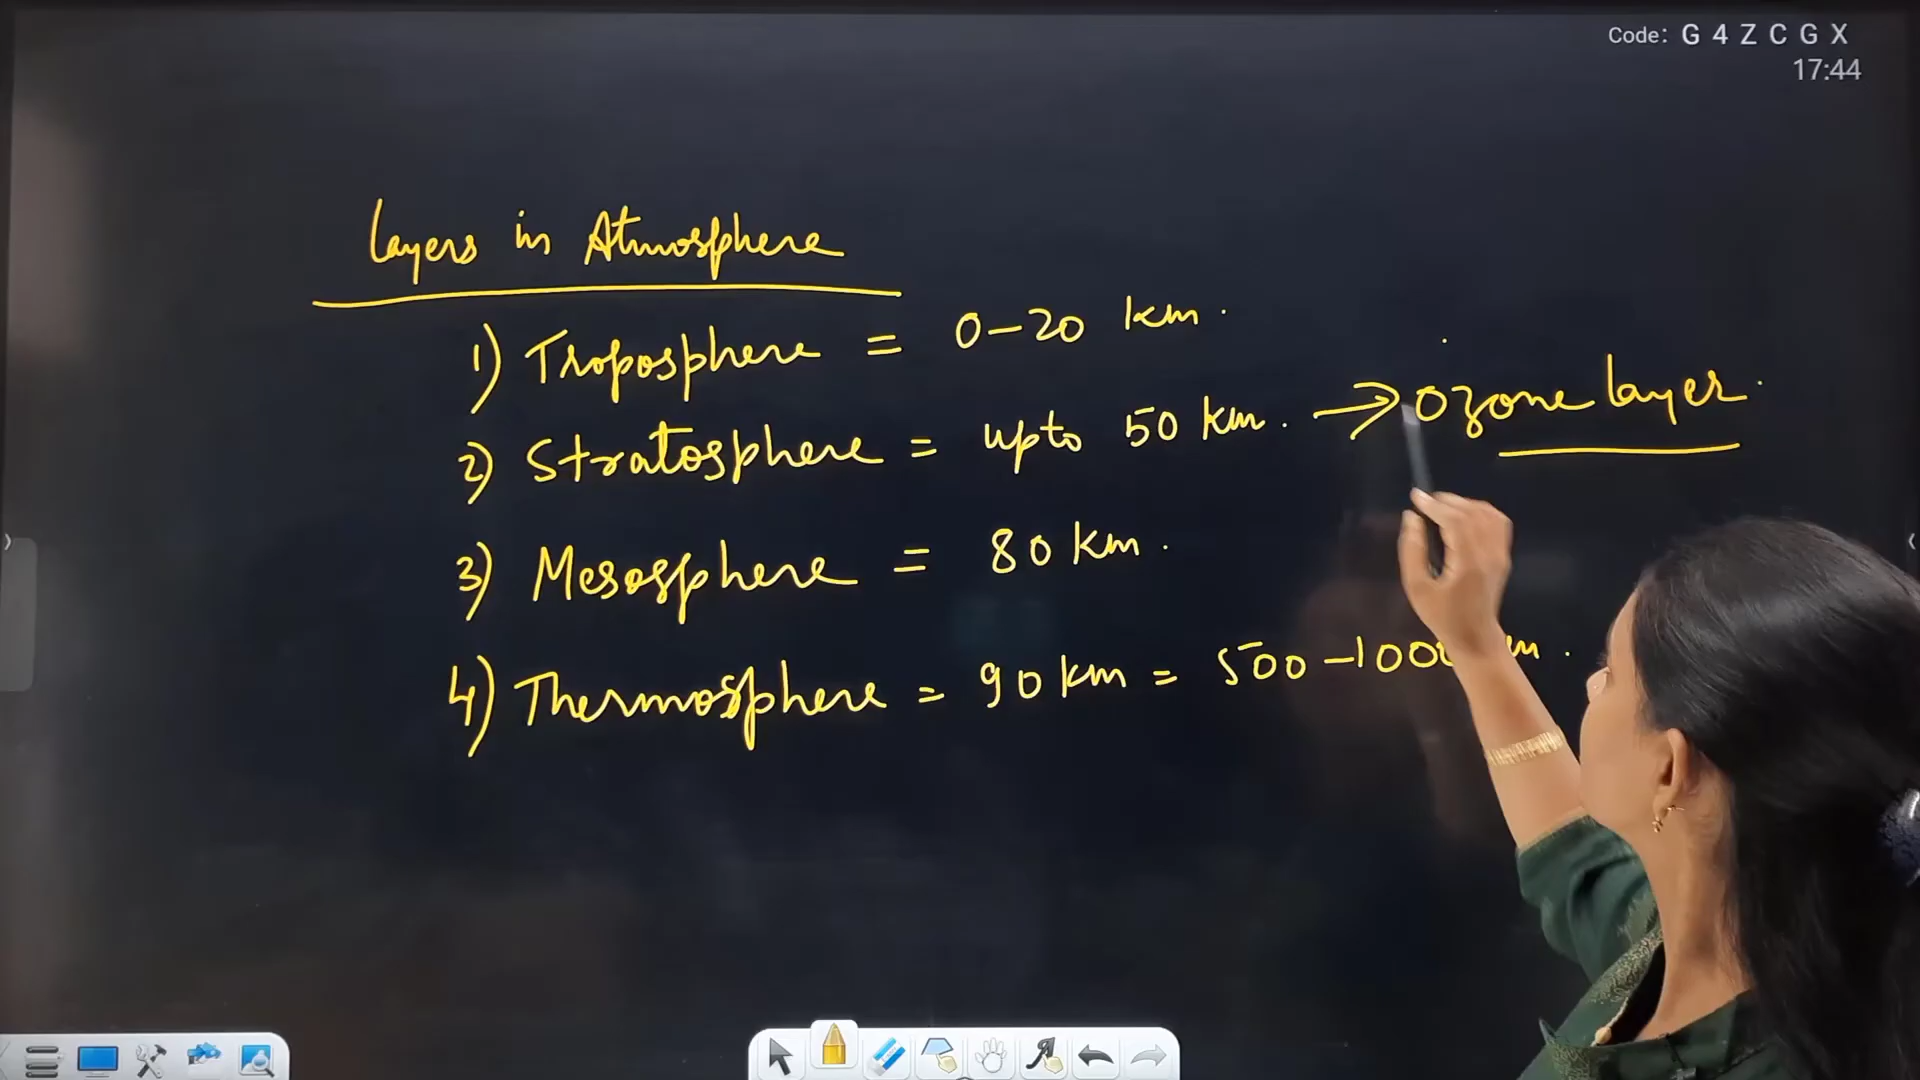 Code: G 4 Z C G X
17:44
Layers in Atmosphere
1) Troposphere = 0-20 km.
2) Stratosphere = upto 50 km. → Ozone layer.
3) Mesosphere = 80 km.
4) Thermosphere = 90 km = 500-1000